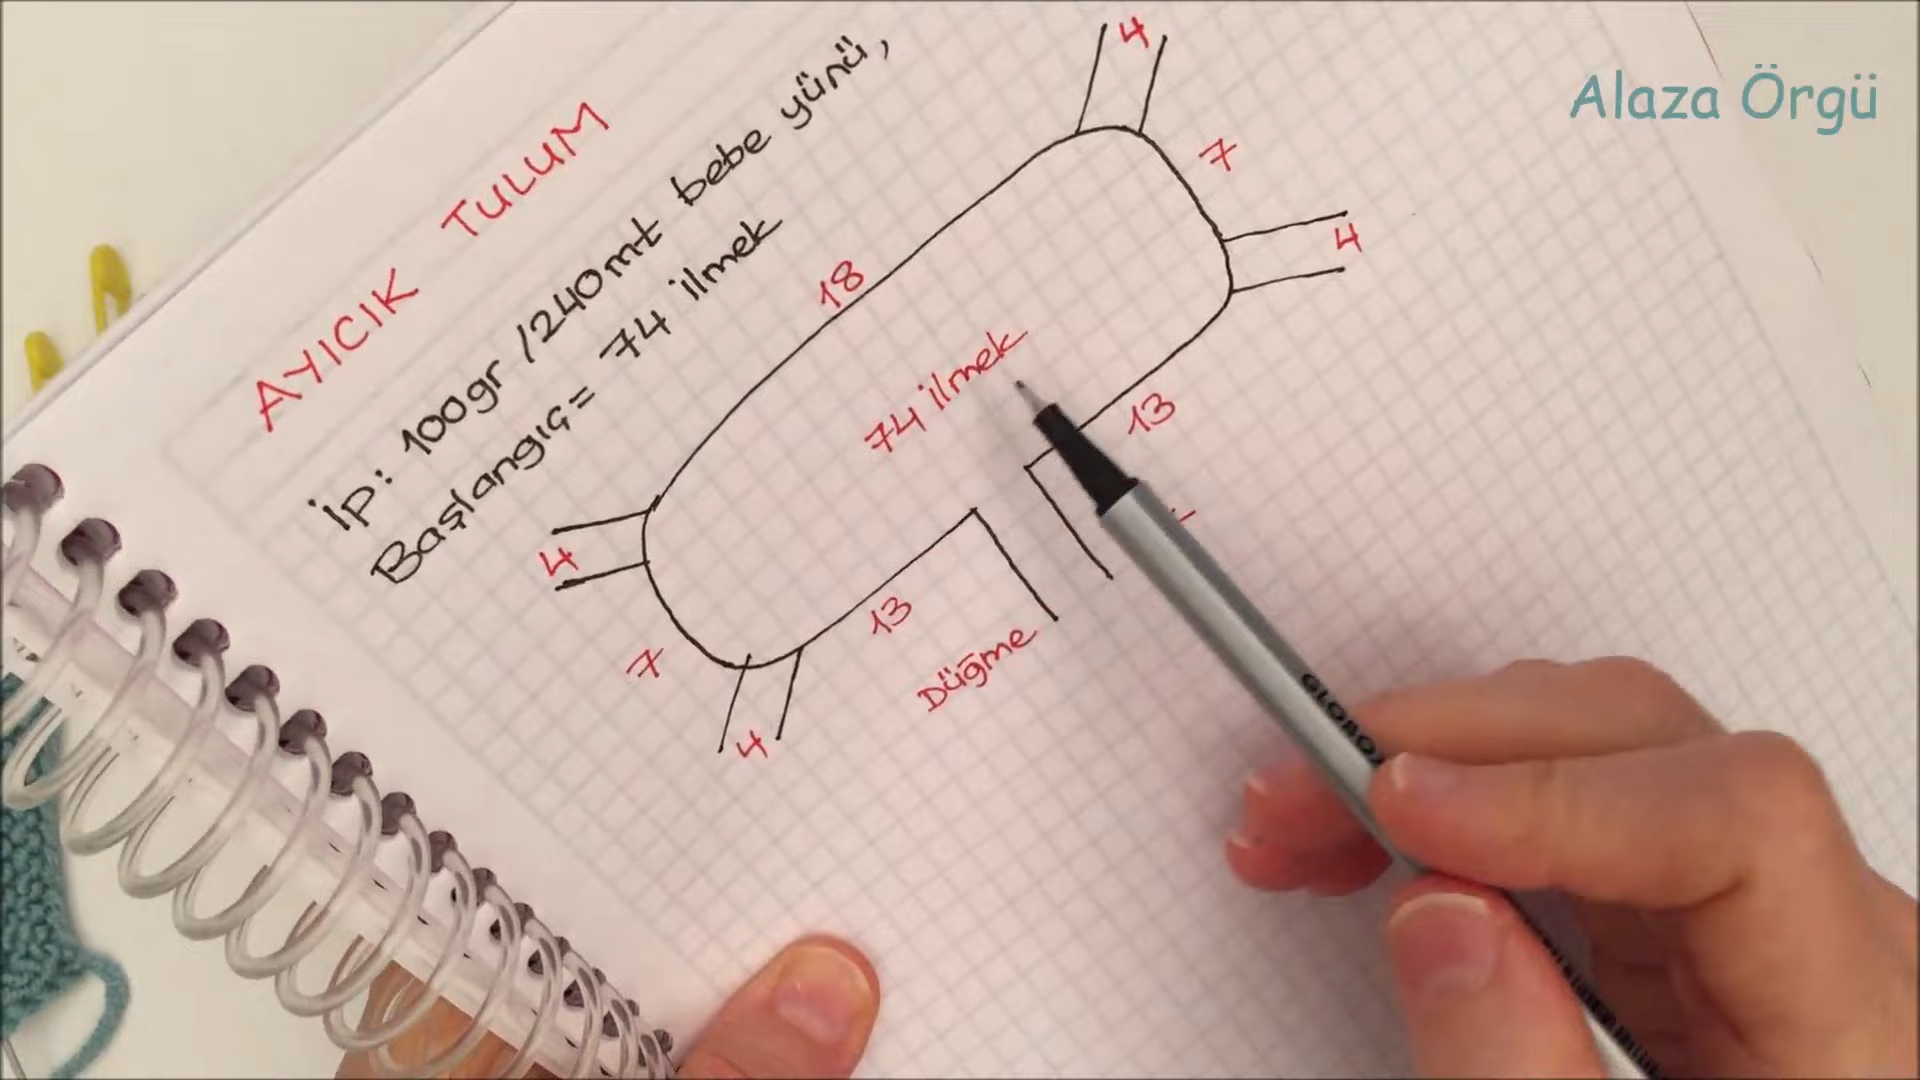 Alaza Örgü
AYICIK TULUM
İp: 100gr /240mt bebe yünü,
Başlangıç = 74 ilmek
4
7
4
18
74 ilmek
13
4
13
7
Düğme
4
GLOBOX